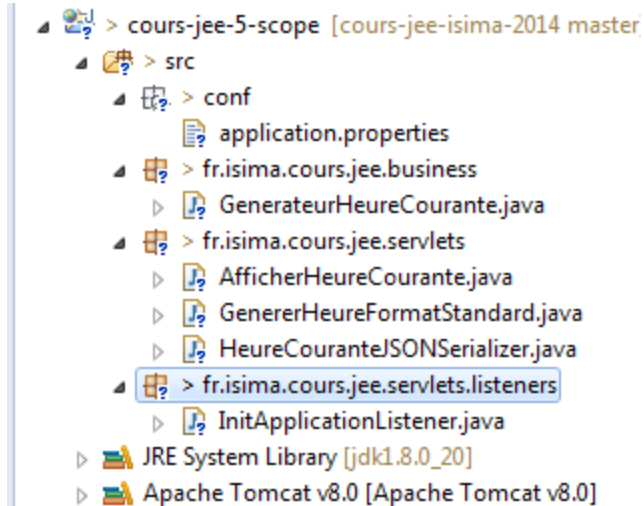 > cours-jee-5-scope [cours-jee-isima-2014 master]
> src
> conf
application.properties
> fr.isima.cours.jee.business
GenerateurHeureCourante.java
> fr.isima.cours.jee.servlets
AfficherHeureCourante.java
GenererHeureFormatStandard.java
HeureCouranteJSONSerializer.java
> fr.isima.cours.jee.servlets.listeners
InitApplicationListener.java
JRE System Library [jdk1.8.0_20]
Apache Tomcat v8.0 [Apache Tomcat v8.0]